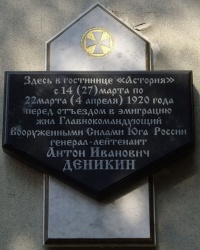 Здесь в гостинице «Астория»
с 14 (27) марта по
22марта (4 апреля) 1920 года
перед отъездом в эмиграцию
жил Главнокомандующий
Вооруженными Силами Юга России
генерал-лейтенант
Антон Иванович
ДЕНИКИН